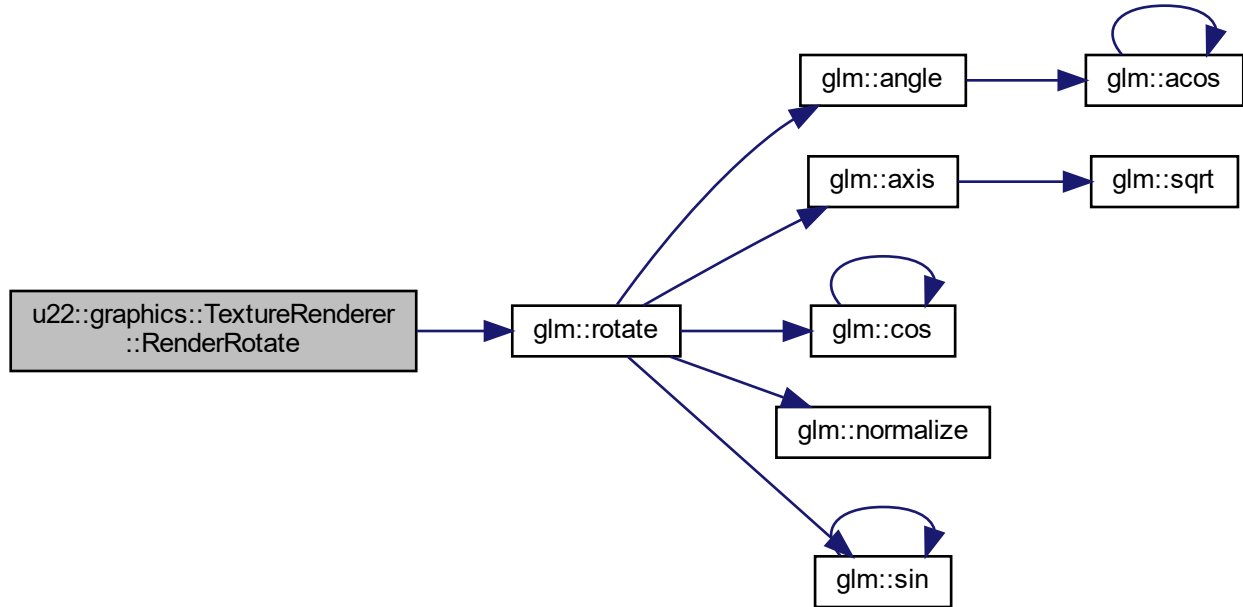 u22::graphics::TextureRenderer
::RenderRotate
glm::rotate
glm::angle
glm::acos
glm::axis
glm::sqrt
glm::cos
glm::normalize
glm::sin